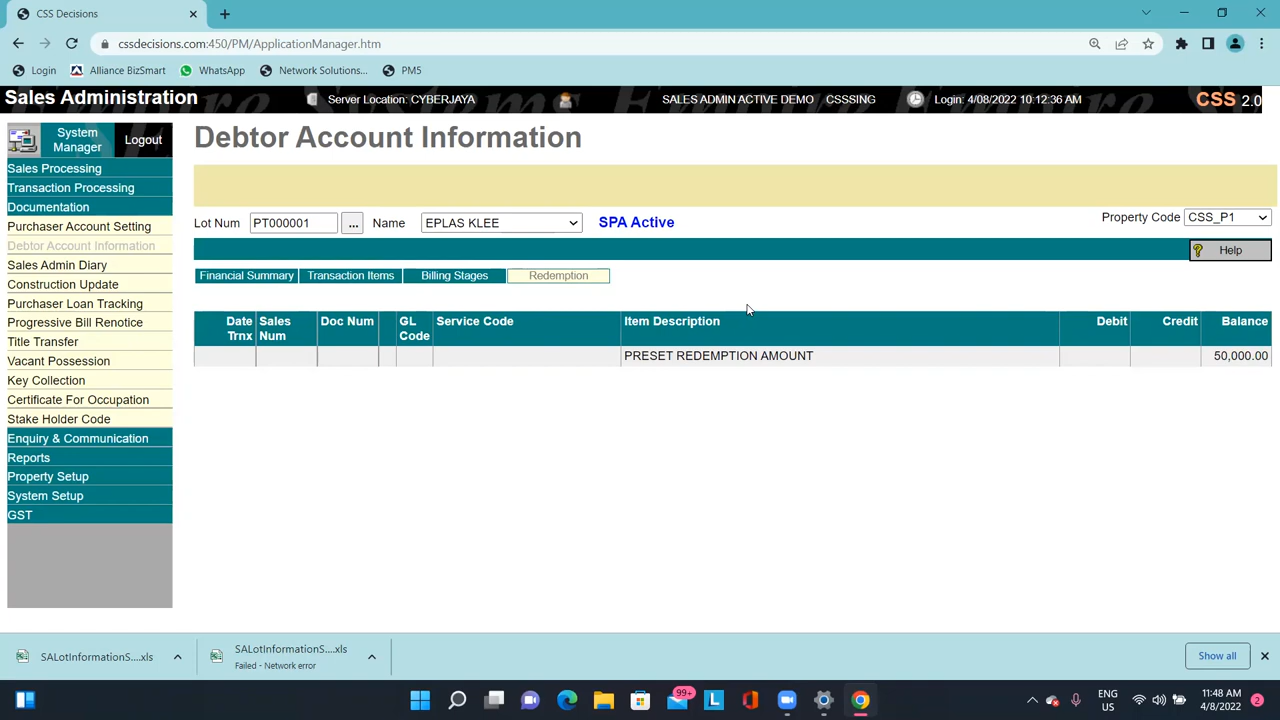 CSS Decisions
cssdecisions.com:450/PM/ApplicationManager.htm
Login
Alliance BizSmart
WhatsApp
Network Solutions...
PM5
Sales Administration
Server Location: CYBERJAYA
SALES ADMIN ACTIVE DEMO
CSSSING
Login: 4/08/2022 10:12:36 AM
CSS 2.0
System Manager
Logout
Sales Processing
Transaction Processing
Documentation
Purchaser Account Setting
Debtor Account Information
Sales Admin Diary
Construction Update
Purchaser Loan Tracking
Progressive Bill Renotice
Title Transfer
Vacant Possession
Key Collection
Certificate For Occupation
Stake Holder Code
Enquiry & Communication
Reports
Property Setup
System Setup
GST
Debtor Account Information
Lot Num PT000001 ... Name EPLAS KLEE SPA Active
Property Code CSS_P1
? Help
Financial Summary Transaction Items Billing Stages Redemption
Date Trnx Sales Num Doc Num GL Code Service Code Item Description Debit Credit Balance
PRESET REDEMPTION AMOUNT 50,000.00
SALotInformationS....xls
SALotInformationS....xls
Failed - Network error
Show all
99+
L
ENG
US
11:48 AM
4/8/2022
2